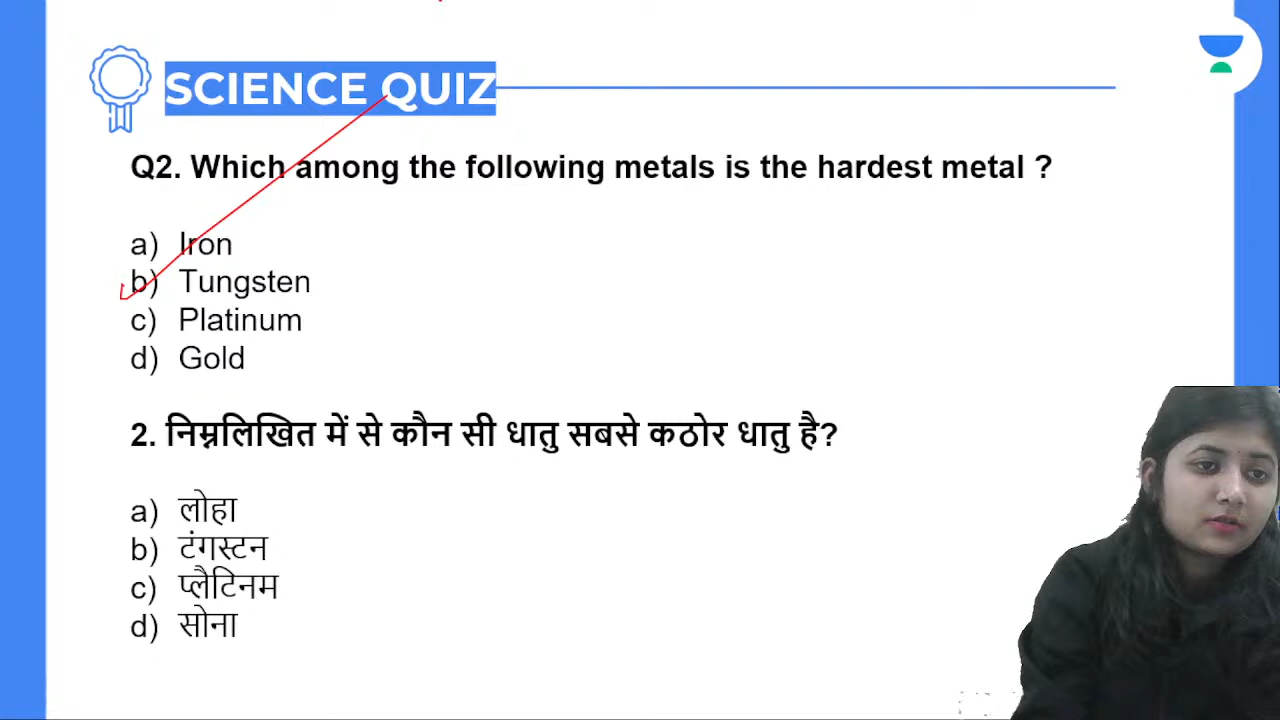 SCIENCE QUIZ
Q2. Which among the following metals is the hardest metal ?
a) Iron
b) Tungsten
c) Platinum
d) Gold
2. निम्नलिखित में से कौन सी धातु सबसे कठोर धातु है?
a) लोहा
b) टंगस्टन
c) प्लैटिनम
d) सोना